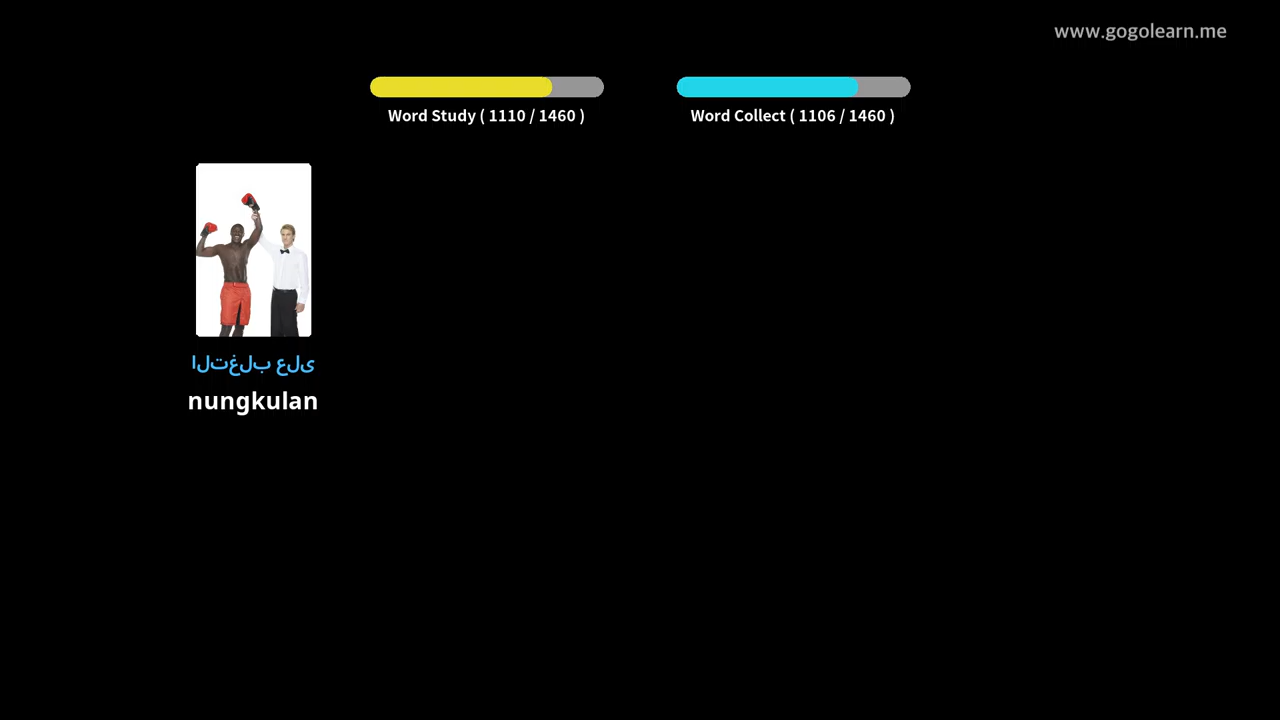 www.gogolearn.me
Word Study ( 1110 / 1460 )
Word Collect ( 1106 / 1460 )
التغلب على
nungkulan